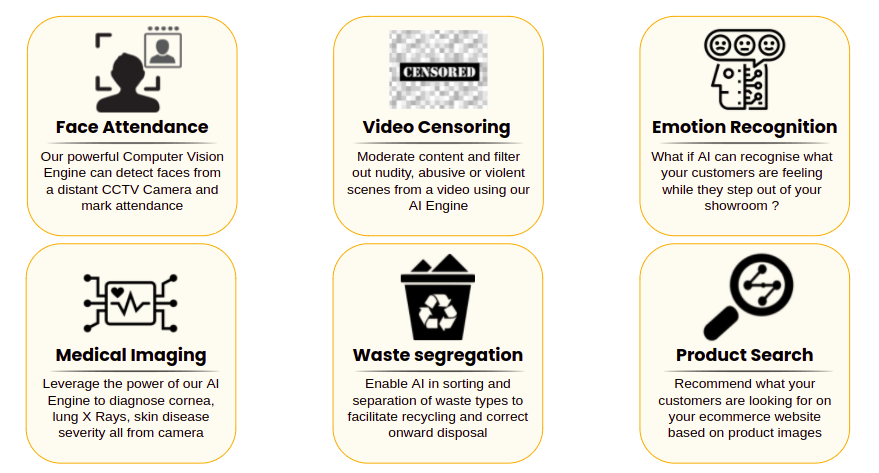 CENSORED
Face Attendance
Our powerful Computer Vision
Engine can detect faces from
a distant CCTV Camera and
mark attendance
Video Censoring
Moderate content and filter
out nudity, abusive or violent
scenes from a video using our
AI Engine
Emotion Recognition
What if AI can recognise what
your customers are feeling
while they step out of your
showroom ?
Medical Imaging
Leverage the power of our AI
Engine to diagnose cornea,
lung X Rays, skin disease
severity all from camera
Waste segregation
Enable AI in sorting and
separation of waste types to
facilitate recycling and correct
onward disposal
Product Search
Recommend what your
customers are looking for on
your ecommerce website
based on product images